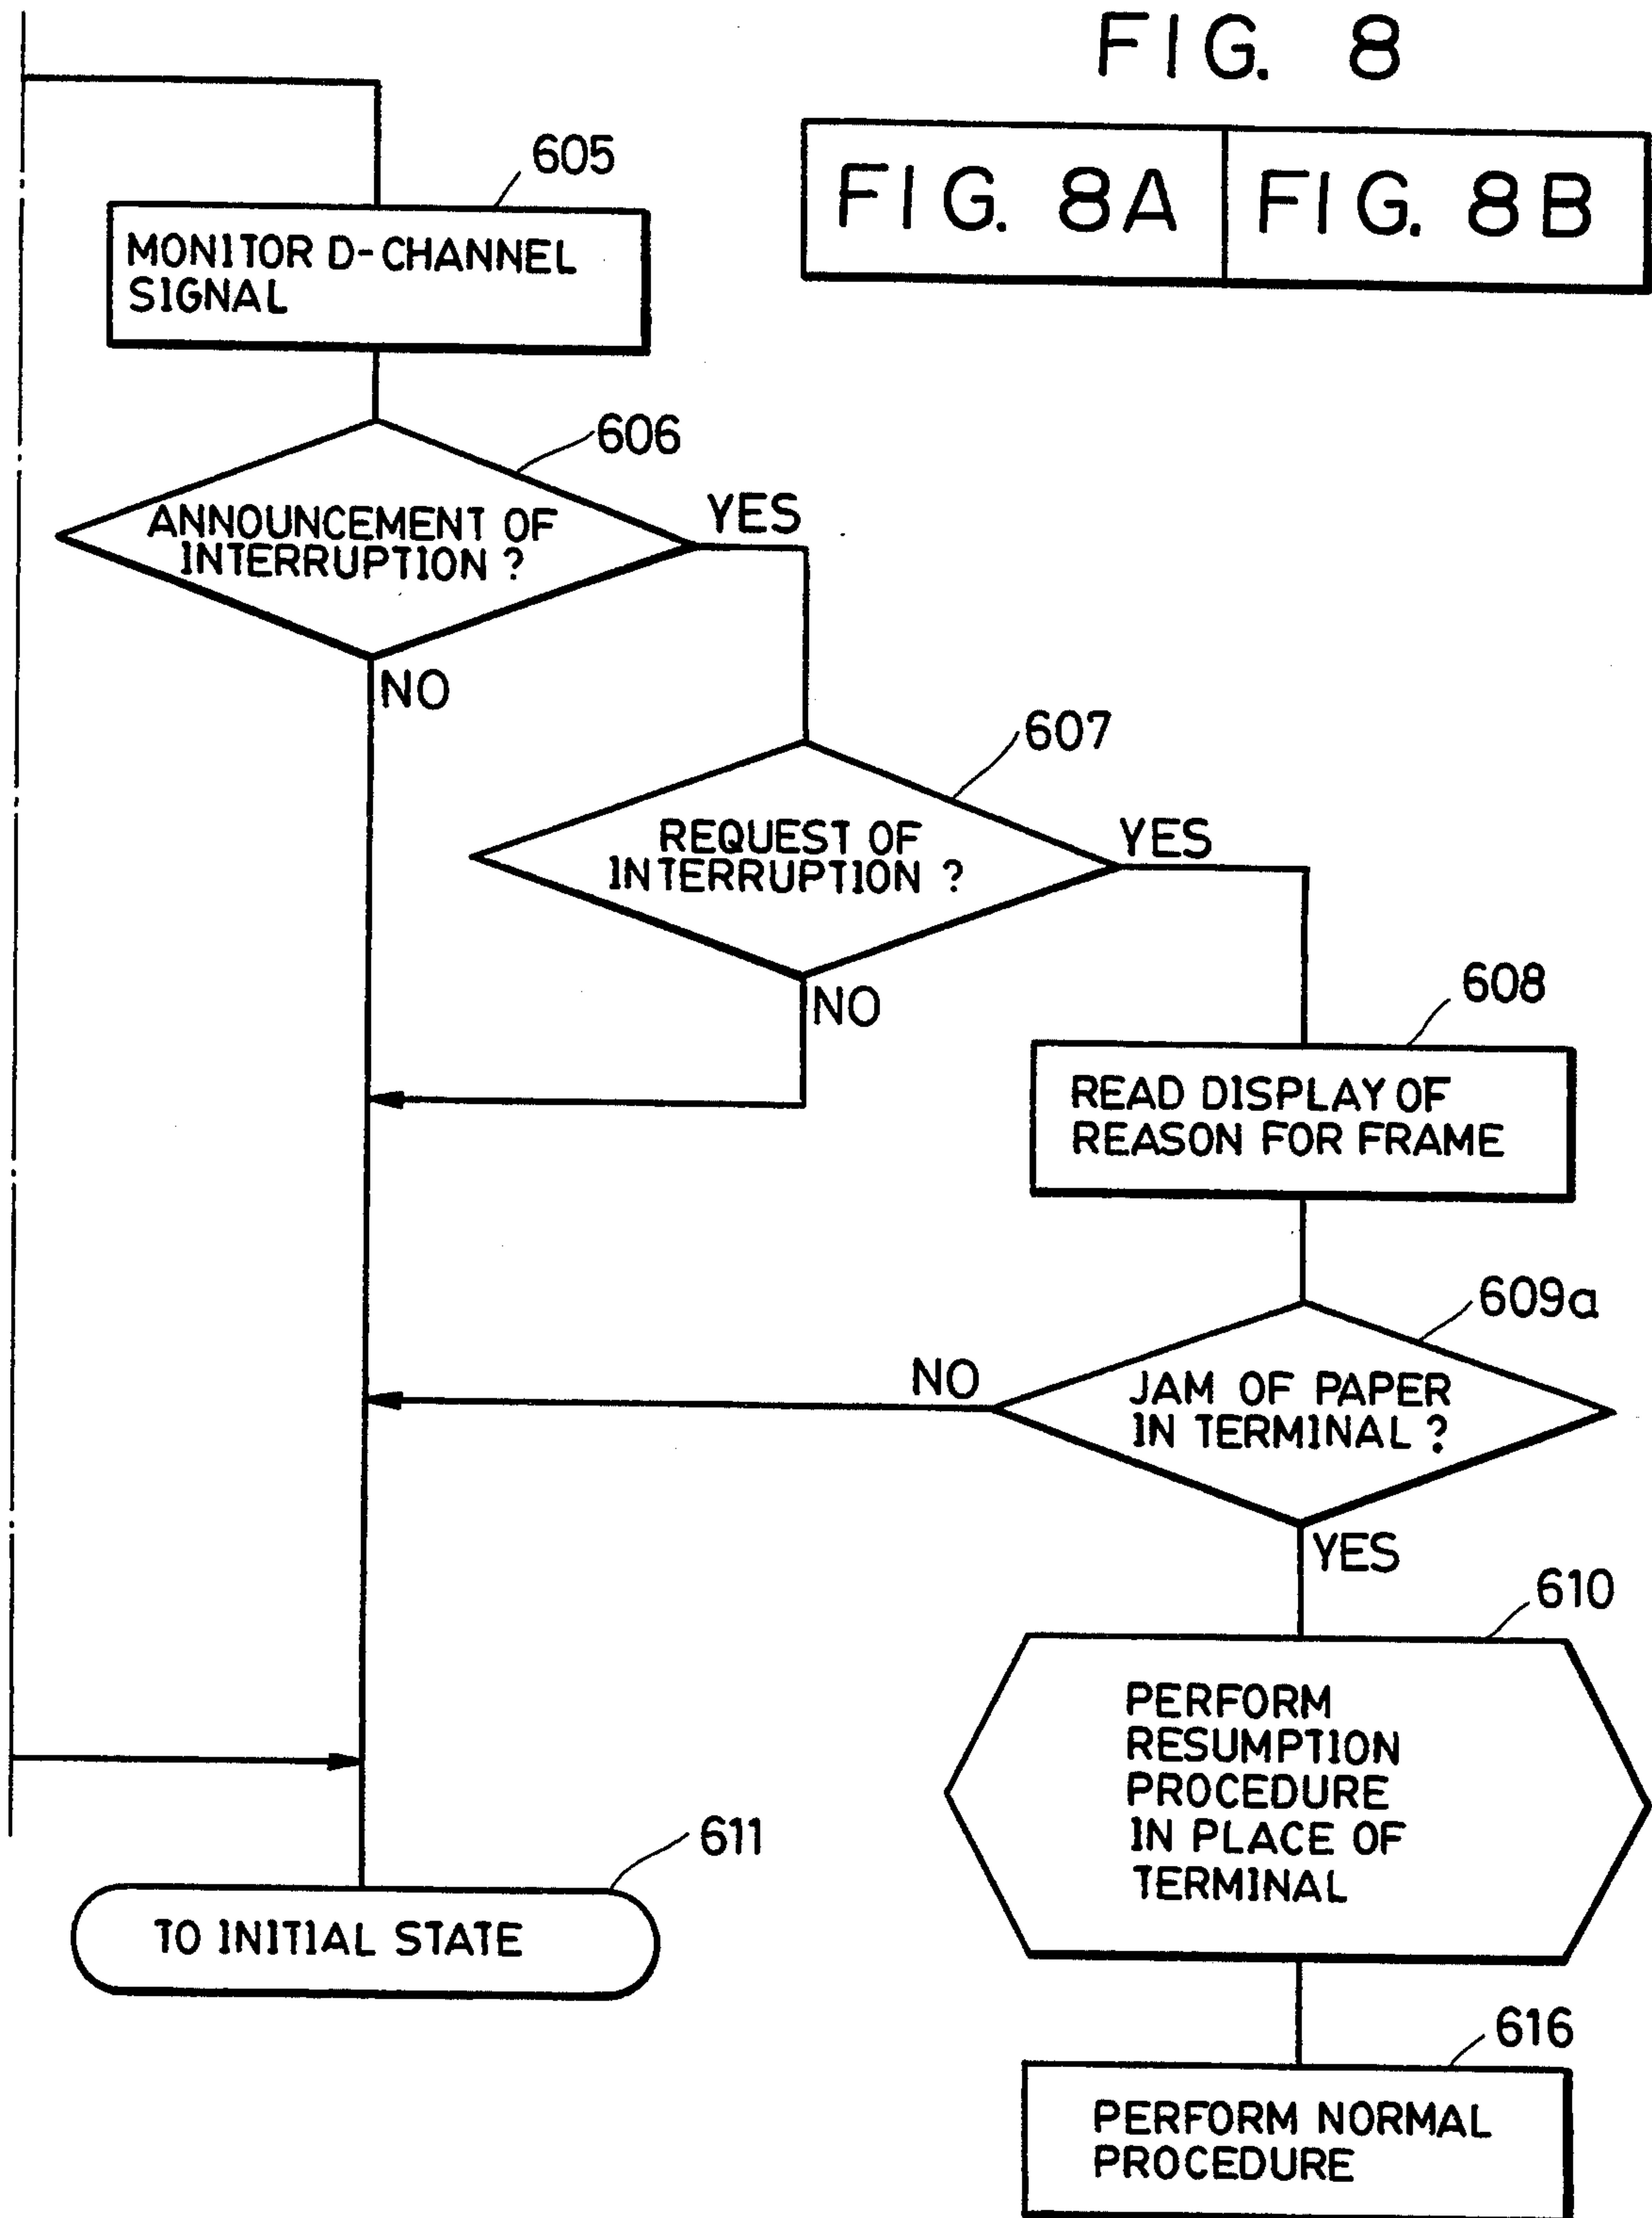 FIG. 8
FIG. 8A FIG. 8B
605
MONITOR D-CHANNEL
SIGNAL
606
ANNOUNCEMENT OF
INTERRUPTION ?
YES
NO
607
REQUEST OF
INTERRUPTION ?
YES
NO
608
READ DISPLAY OF
REASON FOR FRAME
609a
JAM OF PAPER
IN TERMINAL ?
NO
YES
610
PERFORM
RESUMPTION
PROCEDURE
IN PLACE OF
TERMINAL
611
TO INITIAL STATE
616
PERFORM NORMAL
PROCEDURE